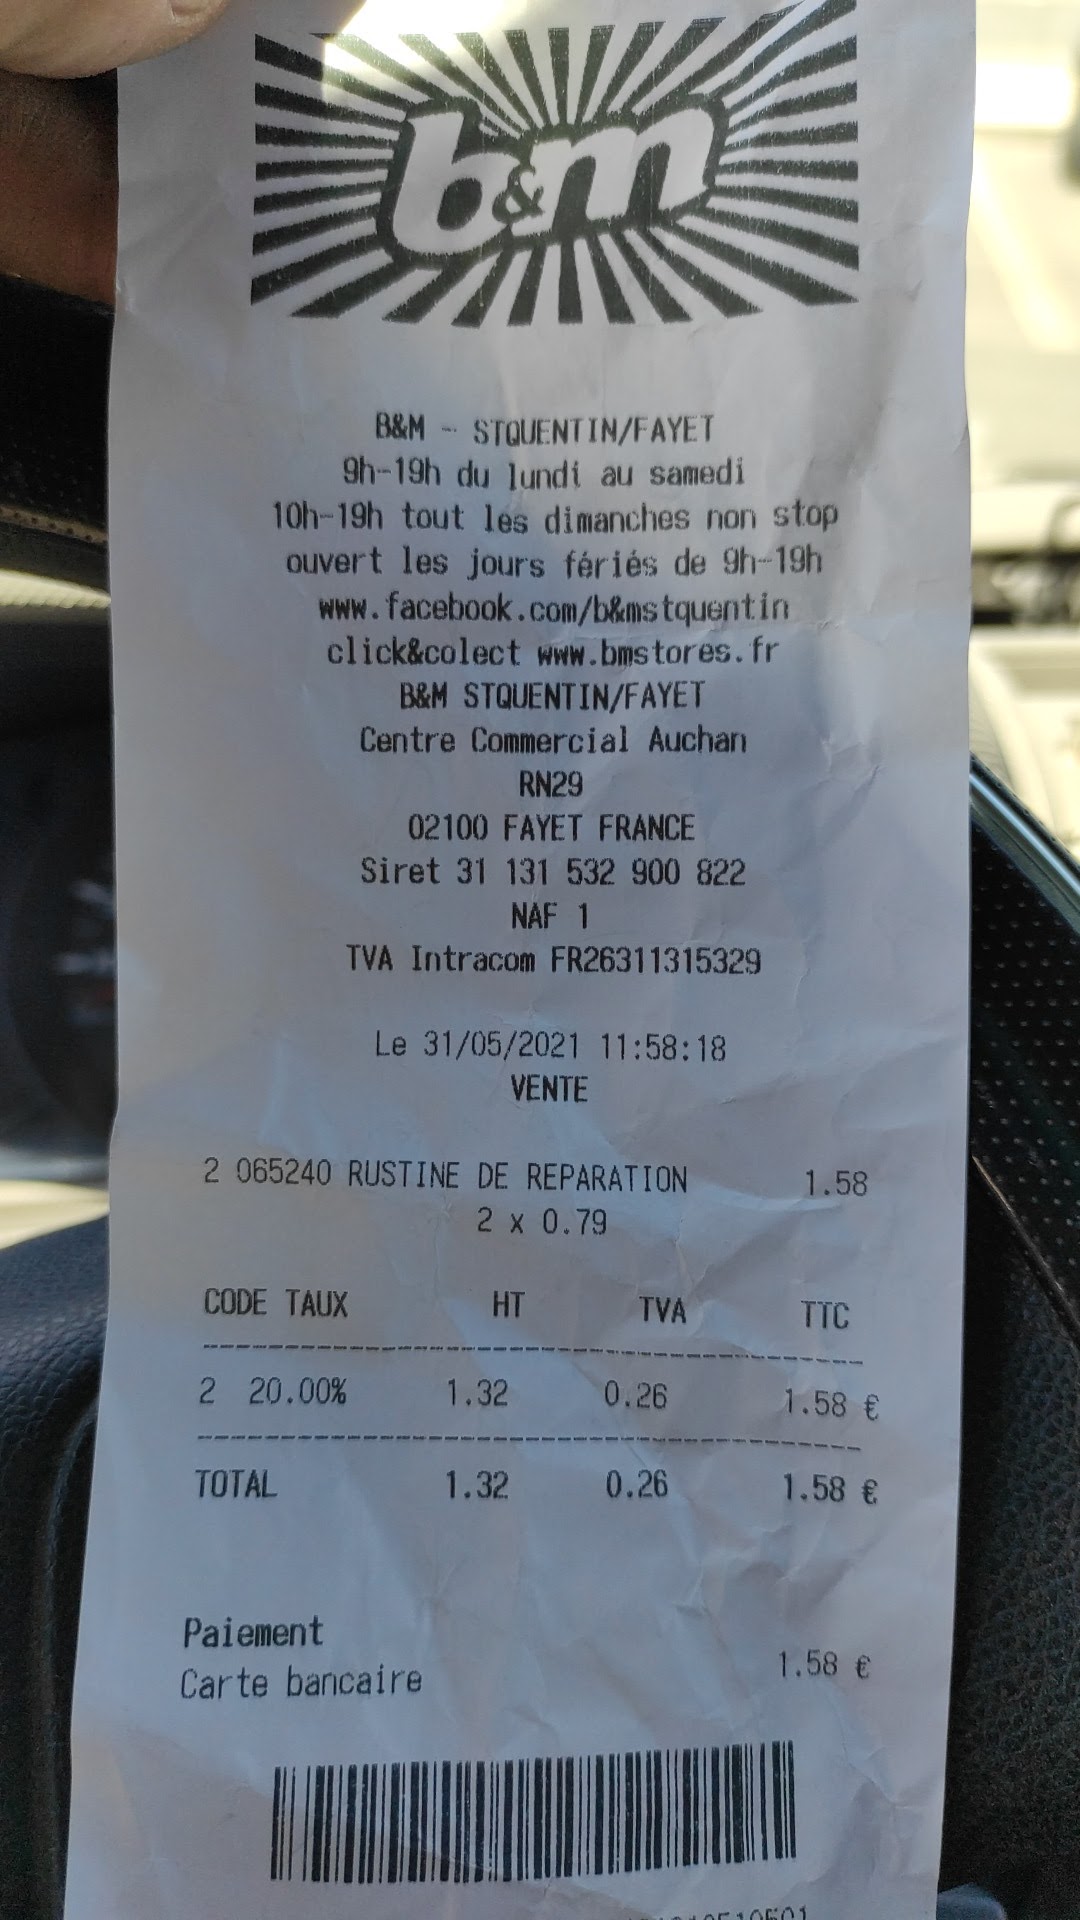 b&m
B&M - STQUENTIN/FAYET
9h-19h du lundi au samedi
10h-19h tout les dimanches non stop
ouvert les jours fériés de 9h-19h
www.facebook.com/b&mstquentin
click&colect www.bmstores.fr
B&M STQUENTIN/FAYET
Centre Commercial Auchan
RN29
02100 FAYET FRANCE
Siret 31 131 532 900 822
NAF 1
TVA Intracom FR26311315329
Le 31/05/2021 11:58:18
VENTE
2 065240 RUSTINE DE REPARATION 1.58
2 x 0.79
CODE TAUX HT TVA TTC
2 20.00% 1.32 0.26 1.58 €
TOTAL 1.32 0.26 1.58 €
Paiement
Carte bancaire 1.58 €